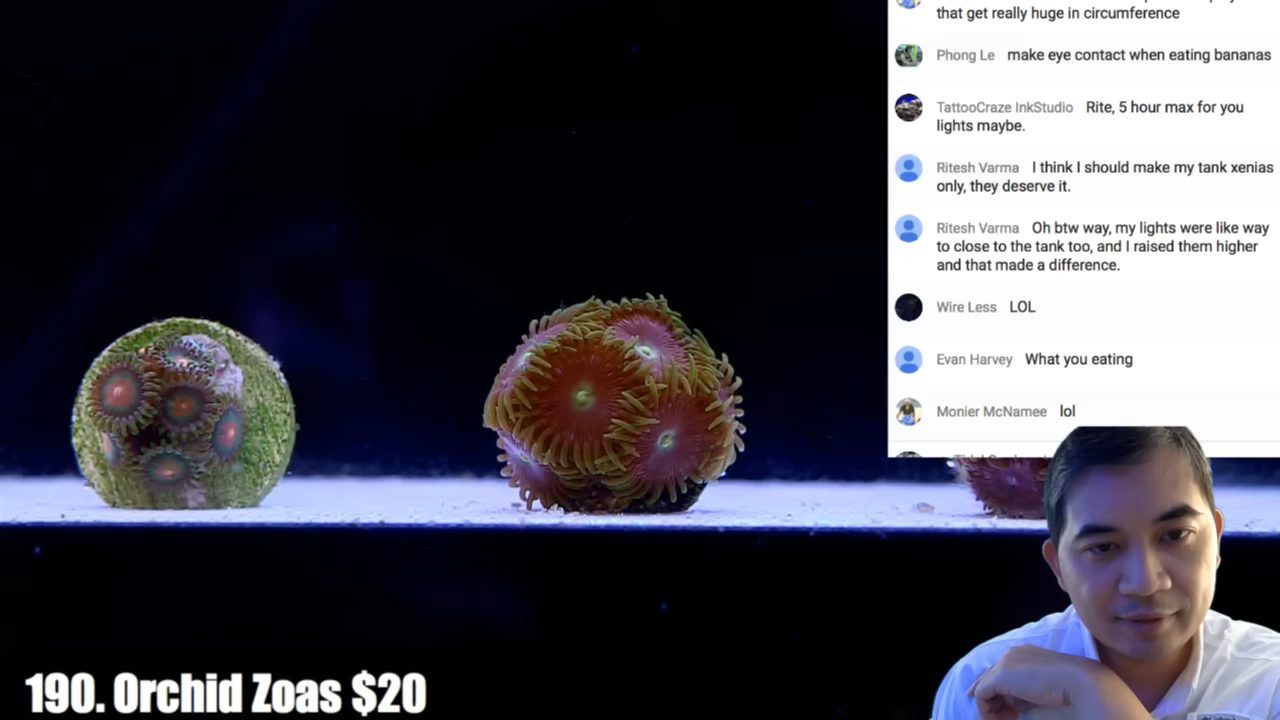 that get really huge in circumference
Phong Le make eye contact when eating bananas
TattooCraze InkStudio Rite, 5 hour max for you
lights maybe.
Ritesh Varma I think I should make my tank xenias
only, they deserve it.
Ritesh Varma Oh btw way, my lights were like way
to close to the tank too, and I raised them higher
and that made a difference.
Wire Less LOL
Evan Harvey What you eating
Monier McNamee lol
190. Orchid Zoas $20